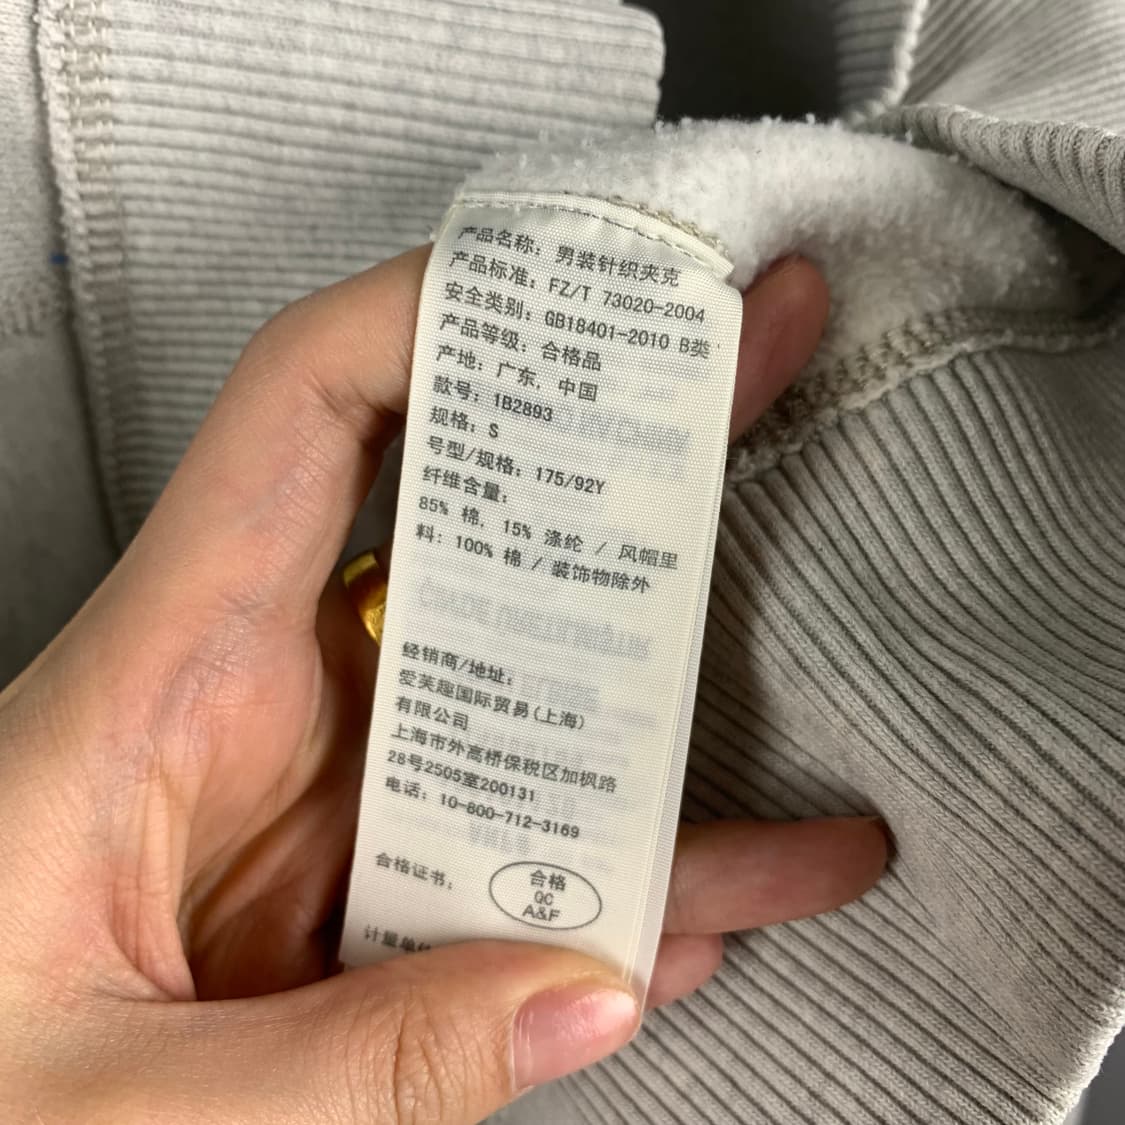 产品名称：男装针织夹克
产品标准：FZ/T 73020-2004
安全类别：GB18401-2010 B类
产品等级：合格品
产地：广东，中国
款号：1B2893
规格：S
号型/规格：175/92Y
纤维含量：
85% 棉，15% 涤纶 / 风帽里
料：100% 棉 / 装饰物除外
经销商/地址：
爱芙趣国际贸易(上海)
有限公司
上海市外高桥保税区加枫路
28号2505室200131
电话：10-800-712-3169
合格证书：
合格
QC
A&F
计量单